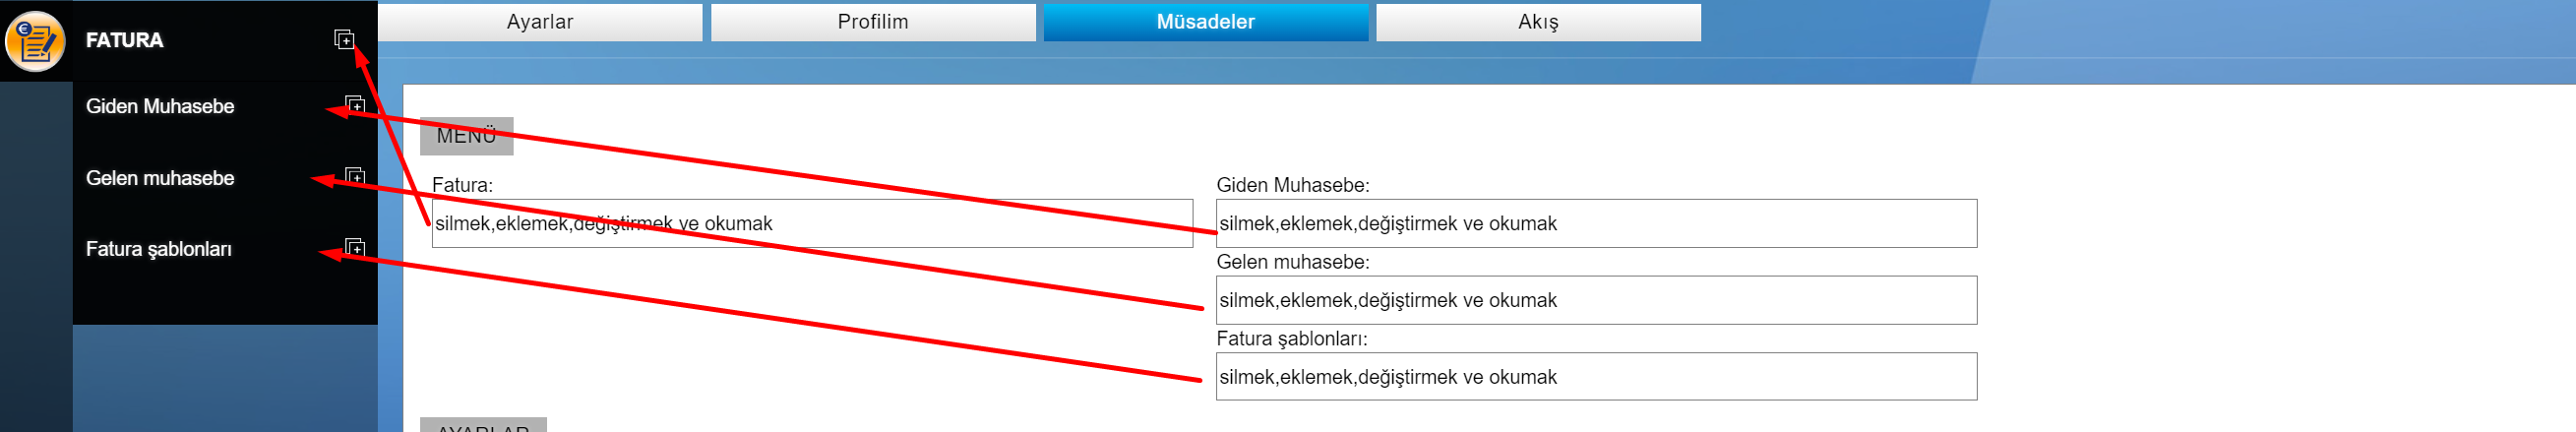 FATURA
Giden Muhasebe
Gelen muhasebe
Fatura şablonları
Ayarlar
Profilim
Müsadeler
Akış
MENÜ
Fatura:
silmek,eklemek,değiştirmek ve okumak
Giden Muhasebe:
silmek,eklemek,değiştirmek ve okumak
Gelen muhasebe:
silmek,eklemek,değiştirmek ve okumak
Fatura şablonları:
silmek,eklemek,değiştirmek ve okumak
AYARLAR